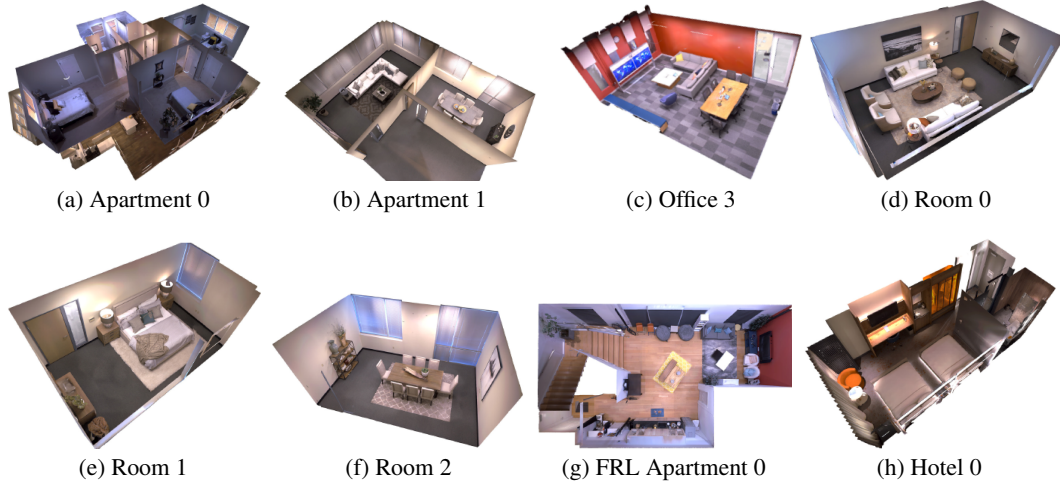 (a) Apartment 0
(b) Apartment 1
(c) Office 3
(d) Room 0
(e) Room 1
(f) Room 2
(g) FRL Apartment 0
(h) Hotel 0